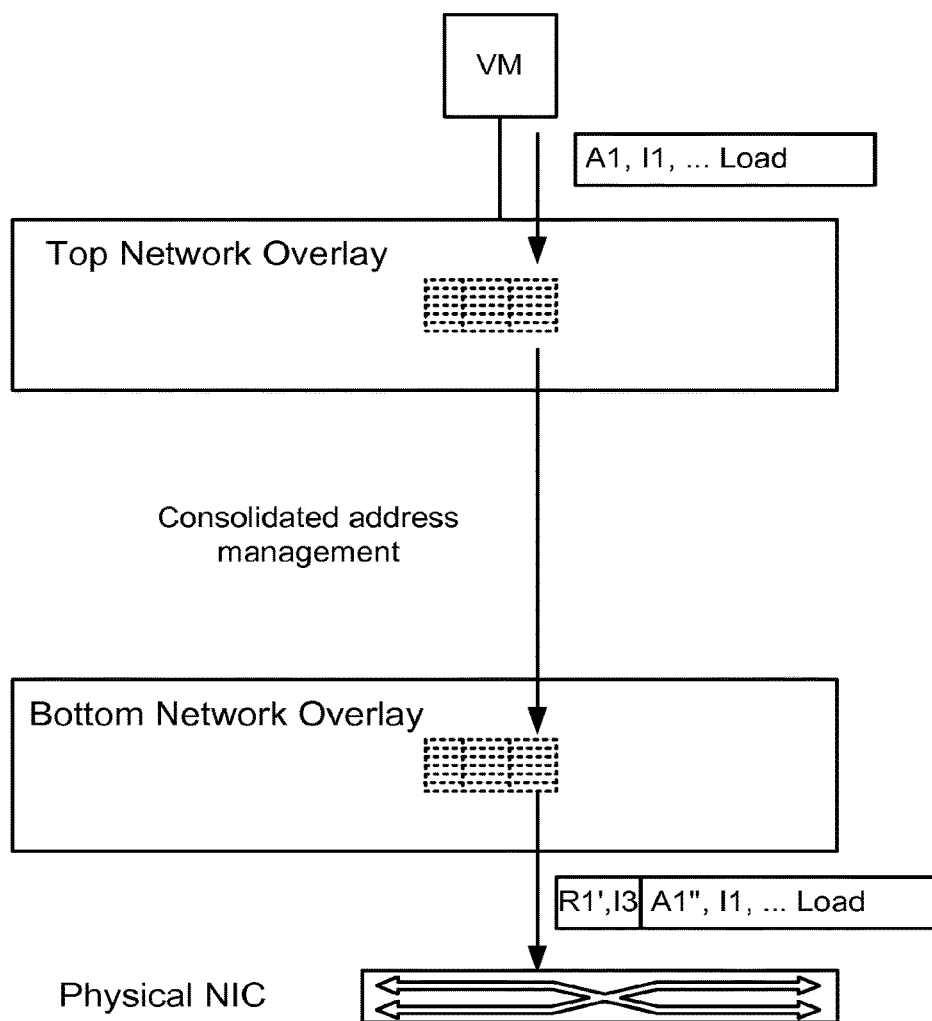 VM
A1, I1, ... Load
Top Network Overlay
Consolidated address
management
Bottom Network Overlay
R1',I3 A1", I1, ... Load
Physical NIC